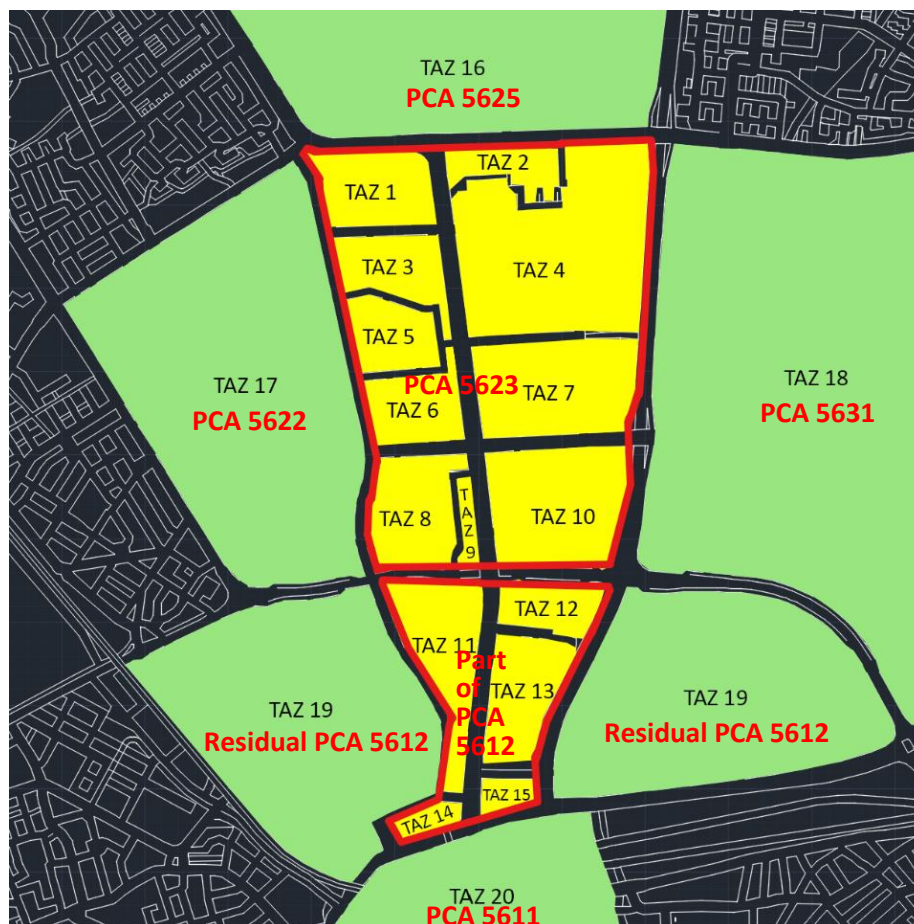 TAZ 16
PCA 5625
TAZ 2
TAZ 1
TAZ 3
TAZ 4
TAZ 5
TAZ 17
PCA 5622
PCA 5623
TAZ 6
TAZ 7
TAZ 18
PCA 5631
TAZ 8
TAZ 9
TAZ 10
TAZ 12
TAZ 11
Part
of
PCA
5612
TAZ 13
TAZ 19
Residual PCA 5612
TAZ 19
Residual PCA 5612
TAZ 15
TAZ 14
TAZ 20
PCA 5611